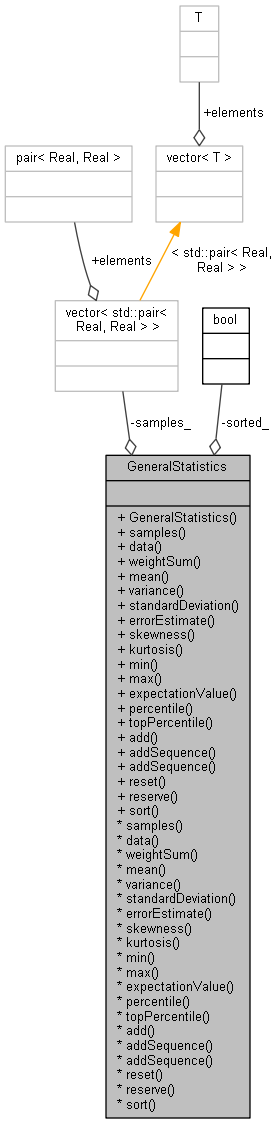 T
+elements
pair< Real, Real >
vector< T >
+elements
< std::pair< Real,
Real > >
vector< std::pair<
Real, Real > >
bool
-samples_
-sorted_
GeneralStatistics
+ GeneralStatistics()
+ samples()
+ data()
+ weightSum()
+ mean()
+ variance()
+ standardDeviation()
+ errorEstimate()
+ skewness()
+ kurtosis()
+ min()
+ max()
+ expectationValue()
+ percentile()
+ topPercentile()
+ add()
+ addSequence()
+ addSequence()
+ reset()
+ reserve()
+ sort()
* samples()
* data()
* weightSum()
* mean()
* variance()
* standardDeviation()
* errorEstimate()
* skewness()
* kurtosis()
* min()
* max()
* expectationValue()
* percentile()
* topPercentile()
* add()
* addSequence()
* addSequence()
* reset()
* reserve()
* sort()